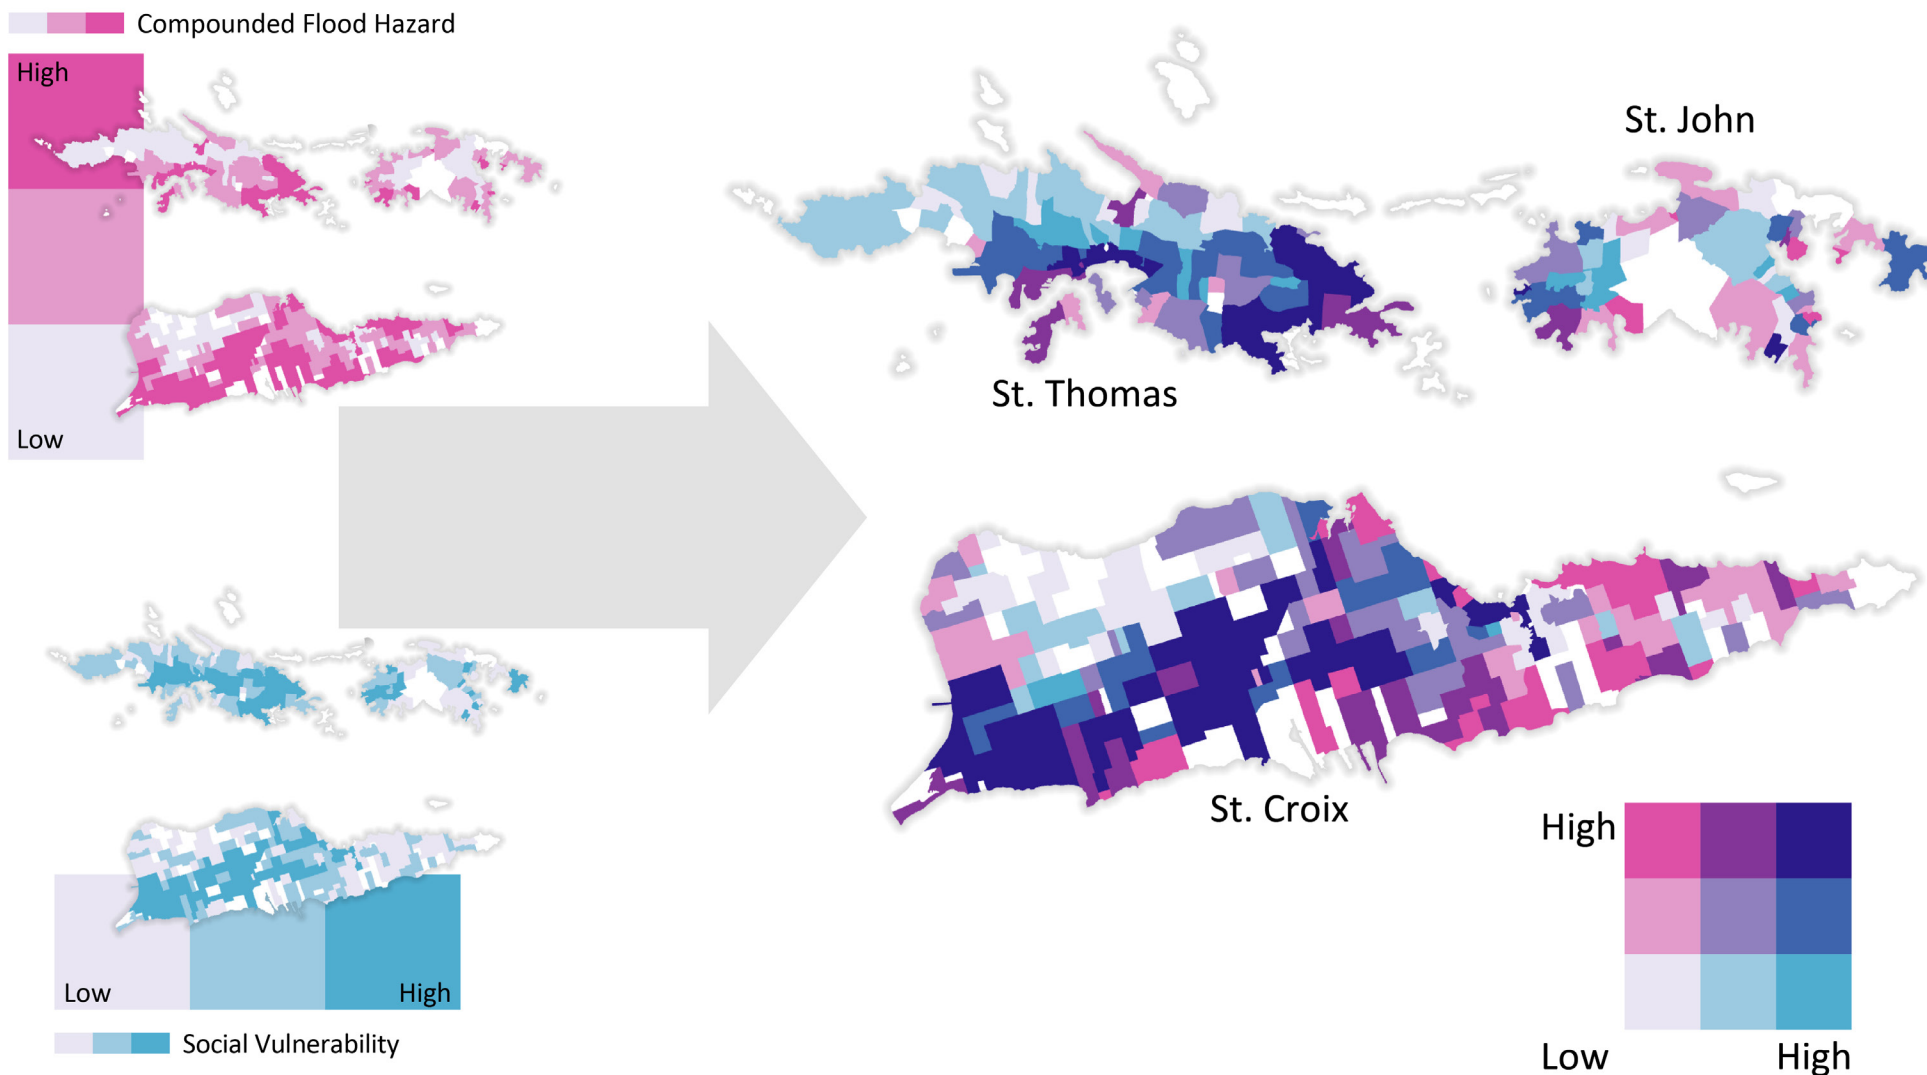 Compounded Flood Hazard
High
Low
Low
High
Social Vulnerability
St. John
St. Thomas
St. Croix
High
Low
High